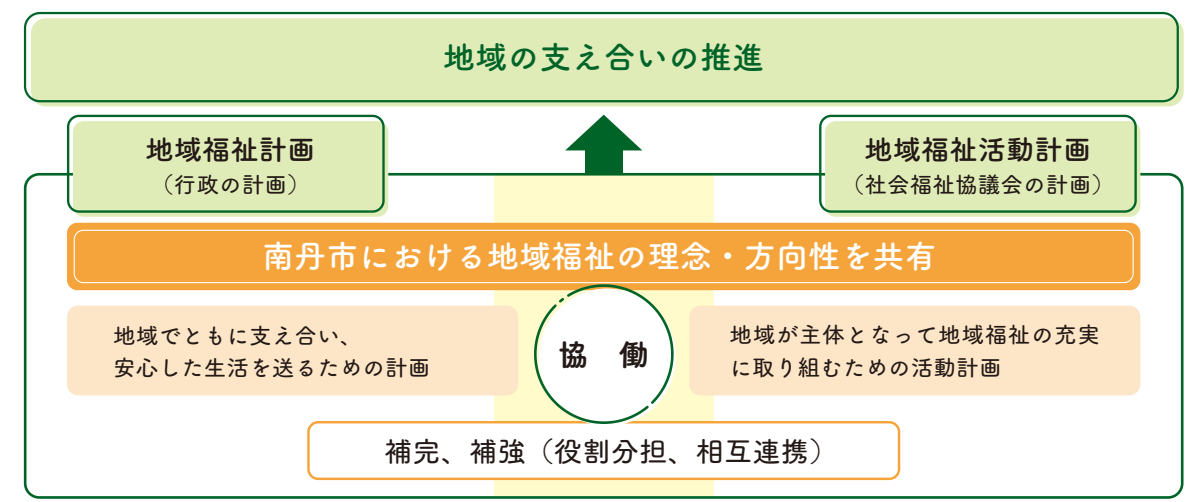 地域の支え合いの推進
地域福祉計画
（行政の計画）
地域福祉活動計画
（社会福祉協議会の計画）
南丹市における地域福祉の理念・方向性を共有
地域でともに支え合い、
安心した生活を送るための計画
協　働
地域が主体となって地域福祉の充実
に取り組むための活動計画
補完、補強（役割分担、相互連携）